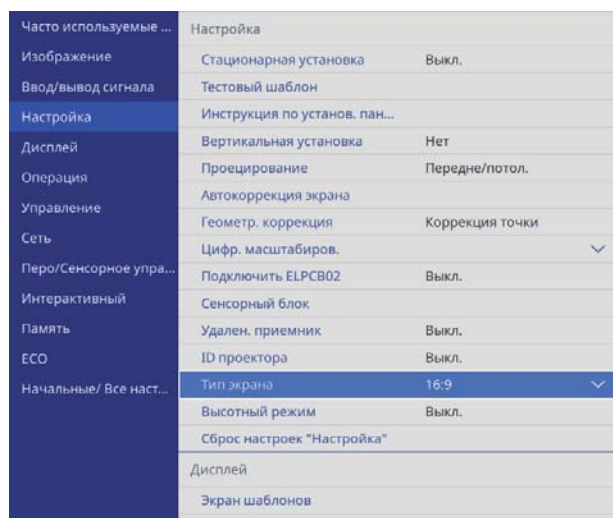 Часто используемые ...
Изображение
Ввод/вывод сигнала
Настройка
Дисплей
Операция
Управление
Сеть
Перо/Сенсорное упра...
Интерактивный
Память
ECO
Начальные/ Все наст...
Настройка
Стационарная установка Выкл.
Тестовый шаблон
Инструкция по установ. пан...
Вертикальная установка Нет
Проецирование Передне/потол.
Автокоррекция экрана
Геометр. коррекция Коррекция точки
Цифр. масштабиров.
Подключить ELPCB02 Выкл.
Сенсорный блок
Удален. приемник Выкл.
ID проектора Выкл.
Тип экрана 16:9
Высотный режим Выкл.
Сброс настроек "Настройка"
Дисплей
Экран шаблонов